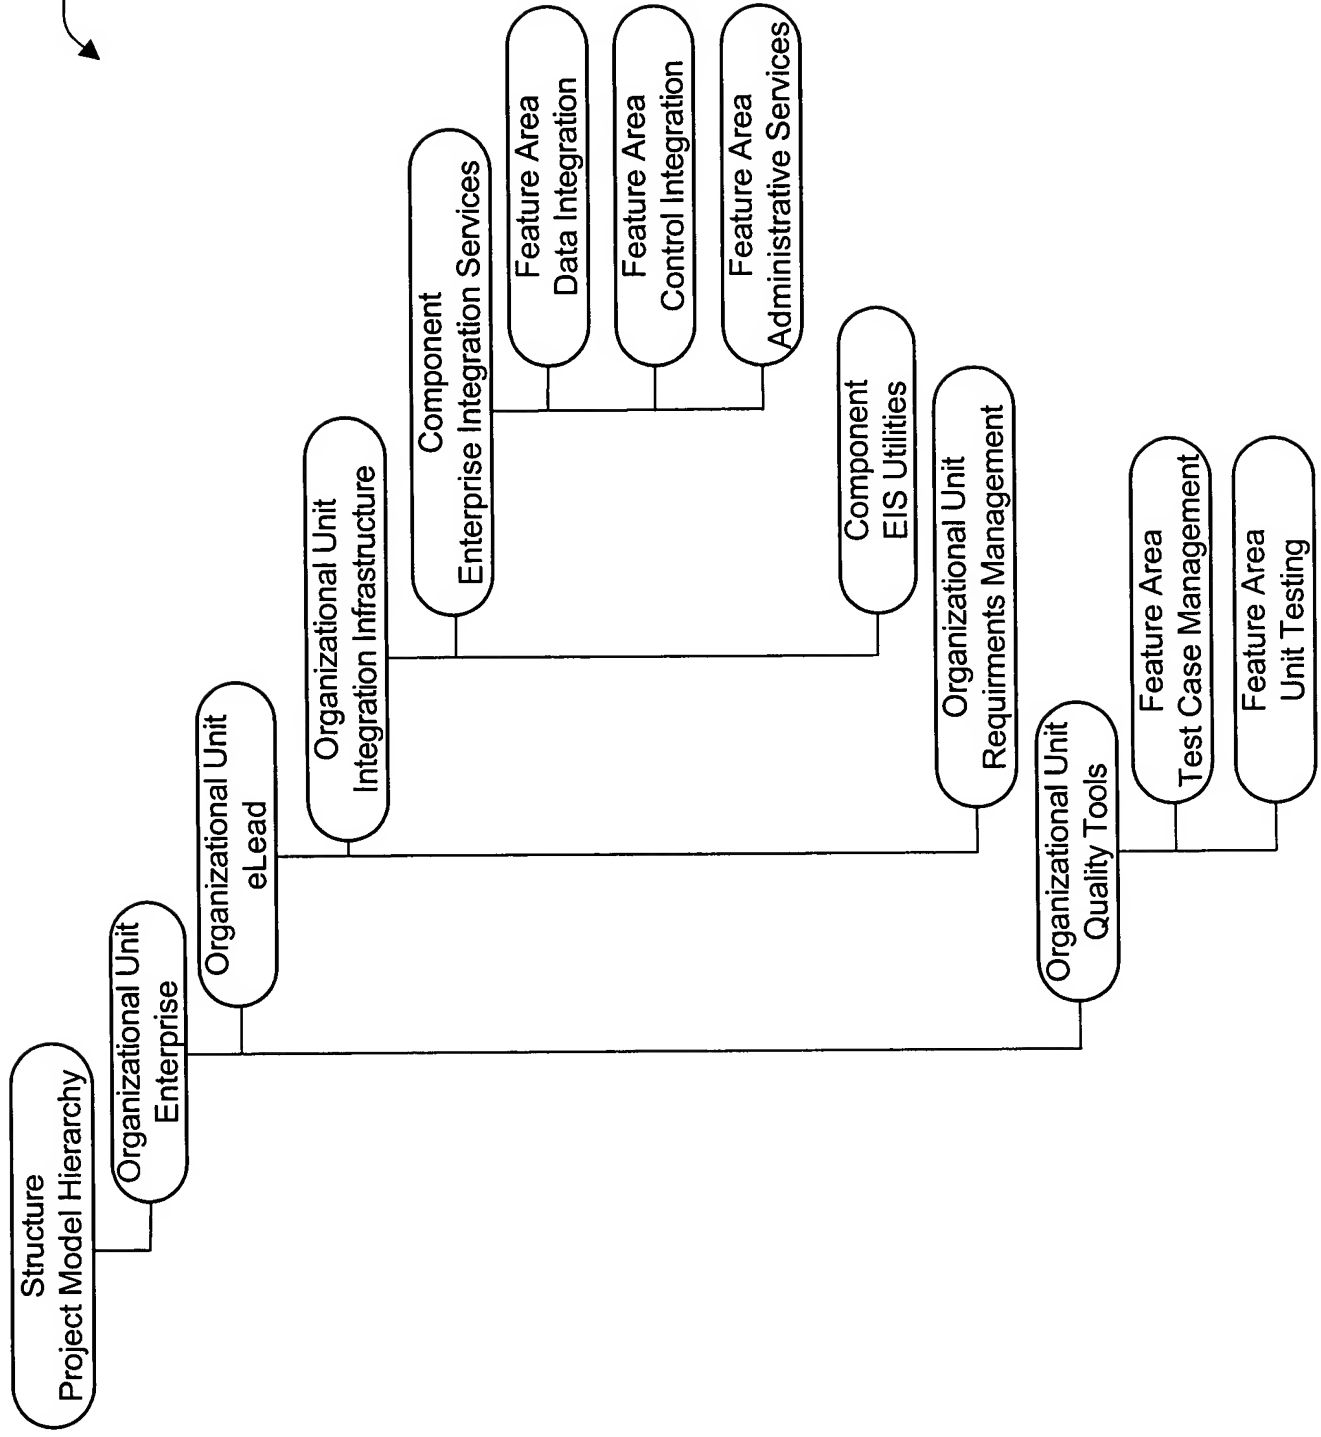 Structure
Project Model Hierarchy
Organizational Unit
Enterprise
Organizational Unit
eLead
Organizational Unit
Integration Infrastructure
Component
Enterprise Integration Services
Feature Area
Data Integration
Feature Area
Control Integration
Feature Area
Administrative Services
Component
EIS Utilities
Organizational Unit
Requirments Management
Organizational Unit
Quality Tools
Feature Area
Test Case Management
Feature Area
Unit Testing